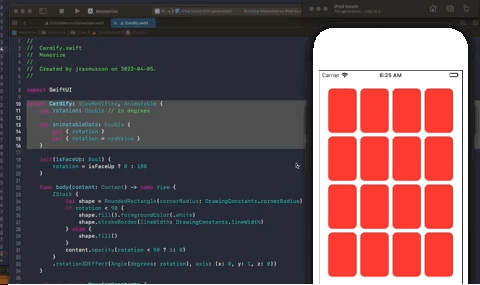 Memorize
Cardify.swift
//
//  Cardify.swift
//  Memorize
//
//  Created by jrasmusson on 2022-04-05.
//
import SwiftUI
struct Cardify: ViewModifier, Animatable {
var rotation: Double // in degrees
var animatableData: Double {
get { rotation }
set { rotation = newValue }
}
init(isFaceUp: Bool) {
rotation = isFaceUp ? 0 : 180
}
func body(content: Content) -> some View {
ZStack {
let shape = RoundedRectangle(cornerRadius: DrawingConstants.cornerRadius)
if rotation < 90 {
shape.fill().foregroundColor(.white)
shape.strokeBorder(lineWidth: DrawingConstants.lineWidth)
} else {
shape.fill()
}
content.opacity(rotation < 90 ? 1: 0)
}
.rotation3DEffect(Angle(degrees: rotation), axis: (x: 0, y: 1, z: 0))
}
iPod touch
Carrier
6:25 AM